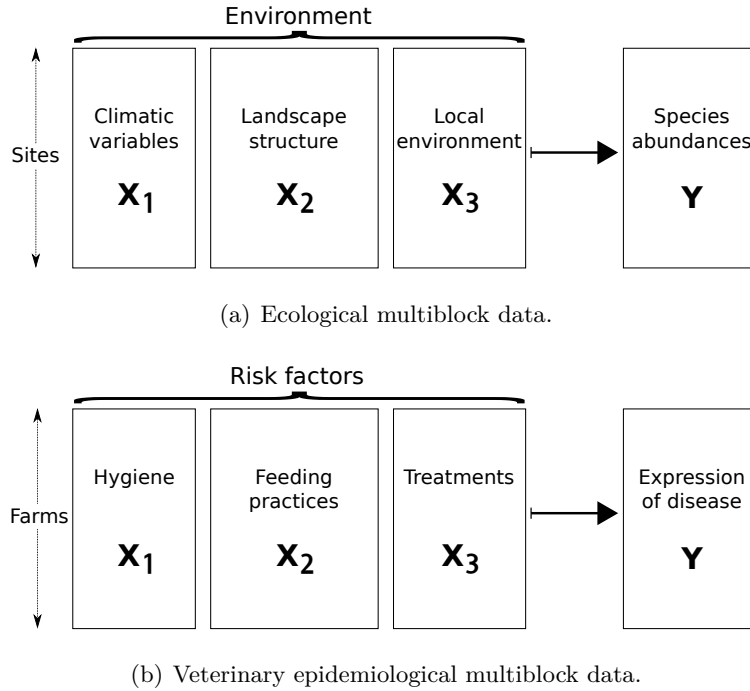 Environment
Climatic
variables
X1
Landscape
structure
X2
Local
environment
X3
Species
abundances
Y
Sites
(a) Ecological multiblock data.
Risk factors
Hygiene
X1
Feeding
practices
X2
Treatments
X3
Expression
of disease
Y
Farms
(b) Veterinary epidemiological multiblock data.